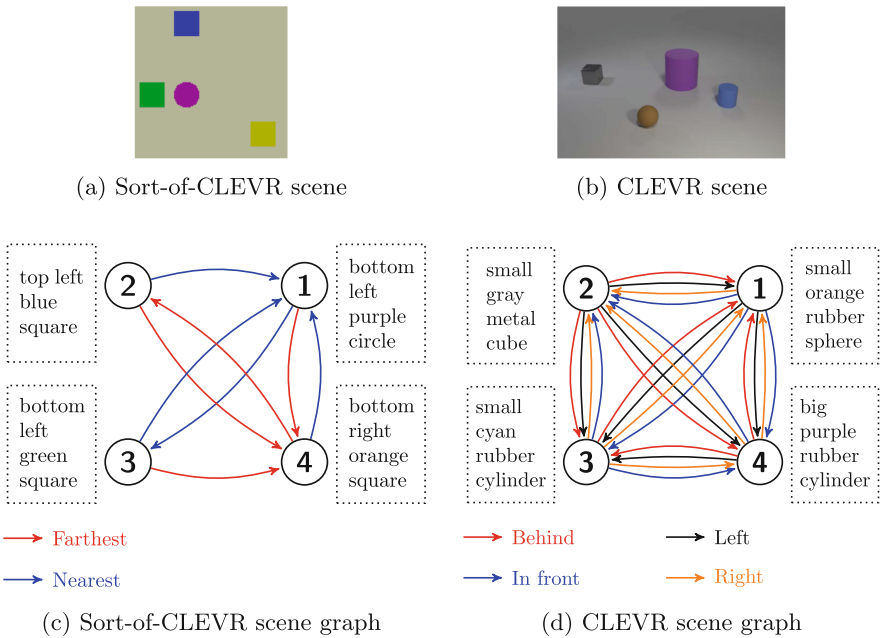 (a) Sort-of-CLEVR scene
(b) CLEVR scene
top left
blue
square
2
1
bottom
left
purple
circle
bottom
left
green
square
3
4
bottom
right
orange
square
Farthest
Nearest
(c) Sort-of-CLEVR scene graph
small
gray
metal
cube
2
1
small
orange
rubber
sphere
small
cyan
rubber
cylinder
3
4
big
purple
rubber
cylinder
Behind
Left
In front
Right
(d) CLEVR scene graph